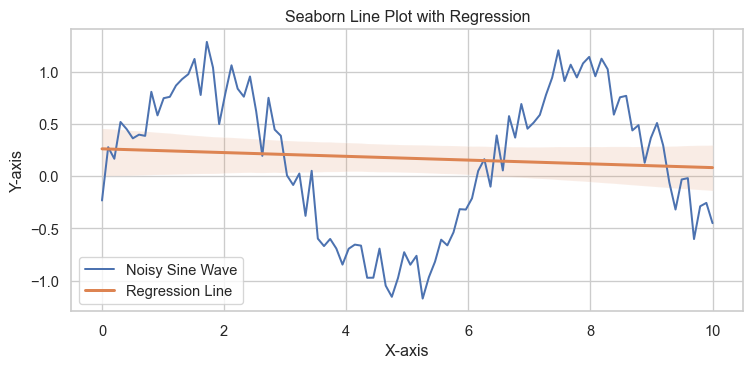 Seaborn Line Plot with Regression
Y-axis
1.0
0.5
0.0
−0.5
−1.0
Noisy Sine Wave
Regression Line
0 2 4 6 8 10
X-axis